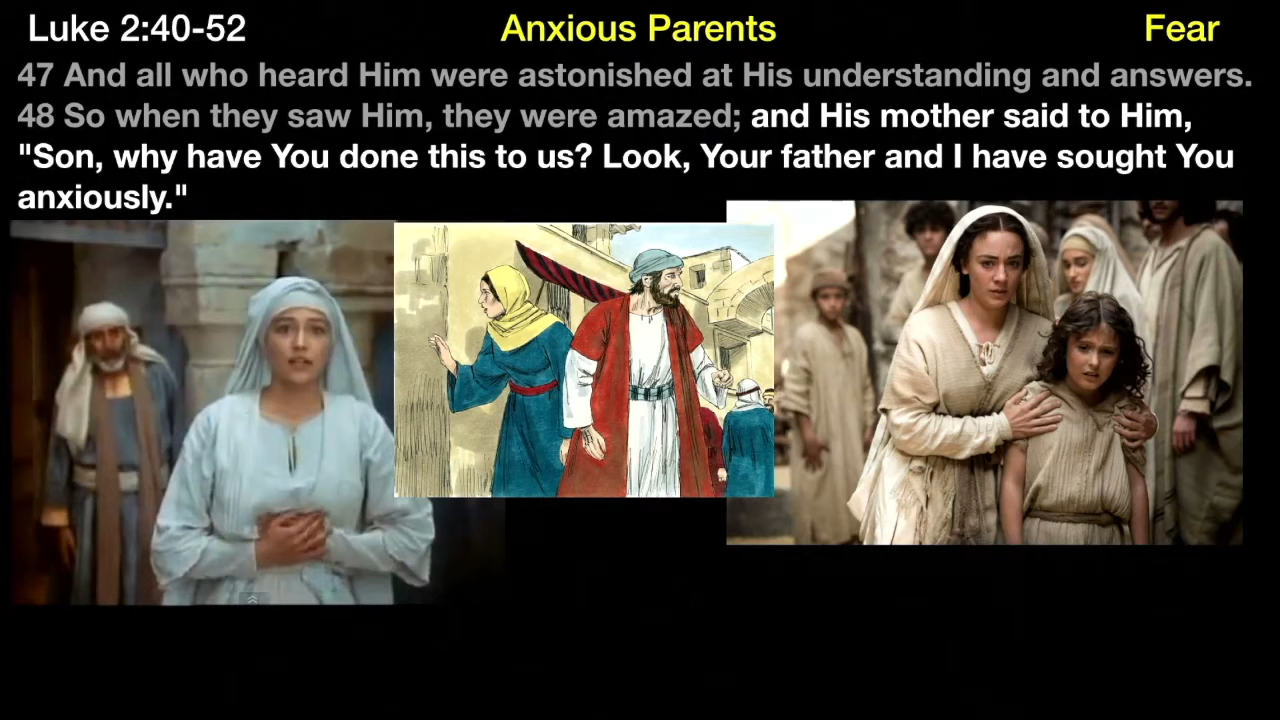 Luke 2:40-52 Anxious Parents Fear
47 And all who heard Him were astonished at His understanding and answers.
48 So when they saw Him, they were amazed; and His mother said to Him,
"Son, why have You done this to us? Look, Your father and I have sought You
anxiously."